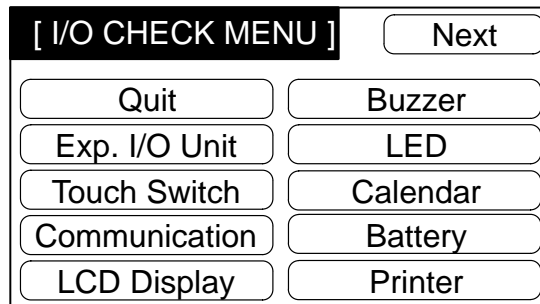 [ I/O CHECK MENU ] Next
Quit Buzzer
Exp. I/O Unit LED
Touch Switch Calendar
Communication Battery
LCD Display Printer